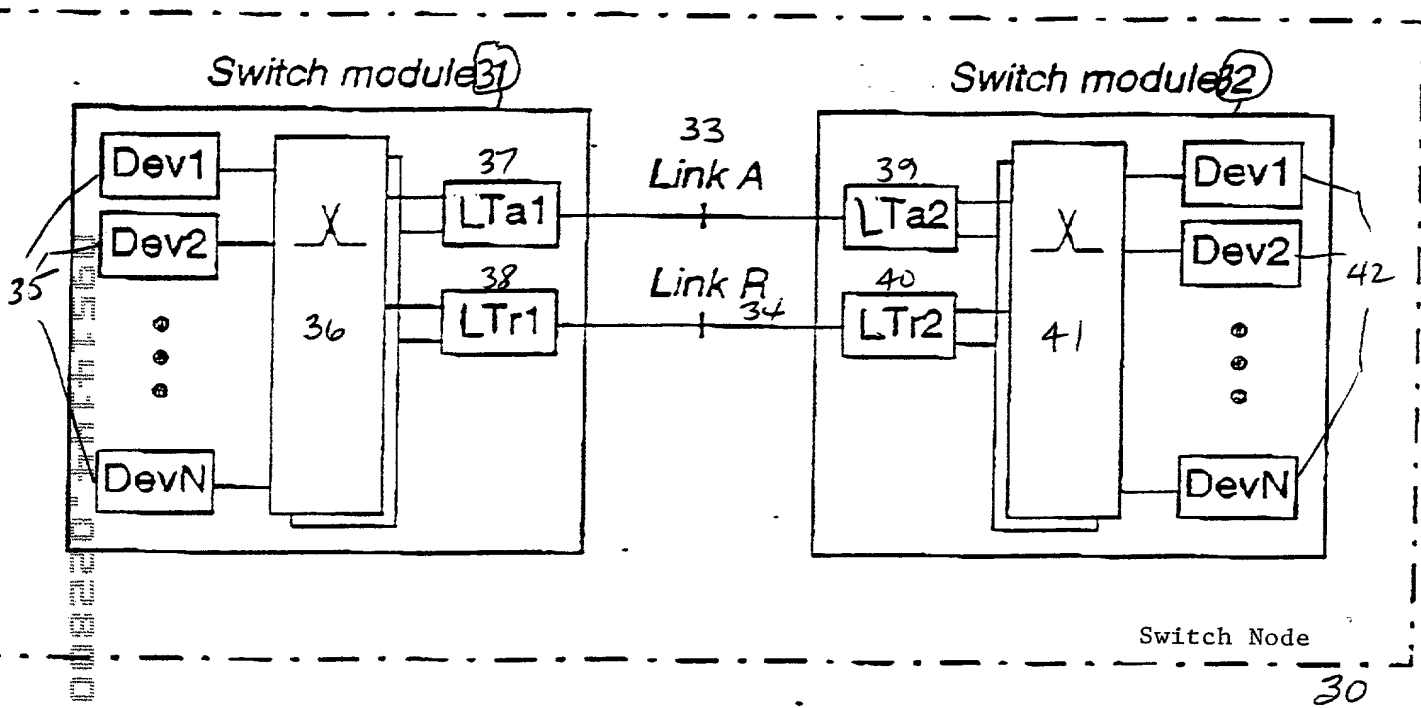 Switch module 31
Switch module 32
Dev1
Dev2
DevN
35
36
37
LTa1
38
LTr1
33
Link A
Link R
34
39
LTa2
40
LTr2
41
Dev1
Dev2
DevN
42
Switch Node
30